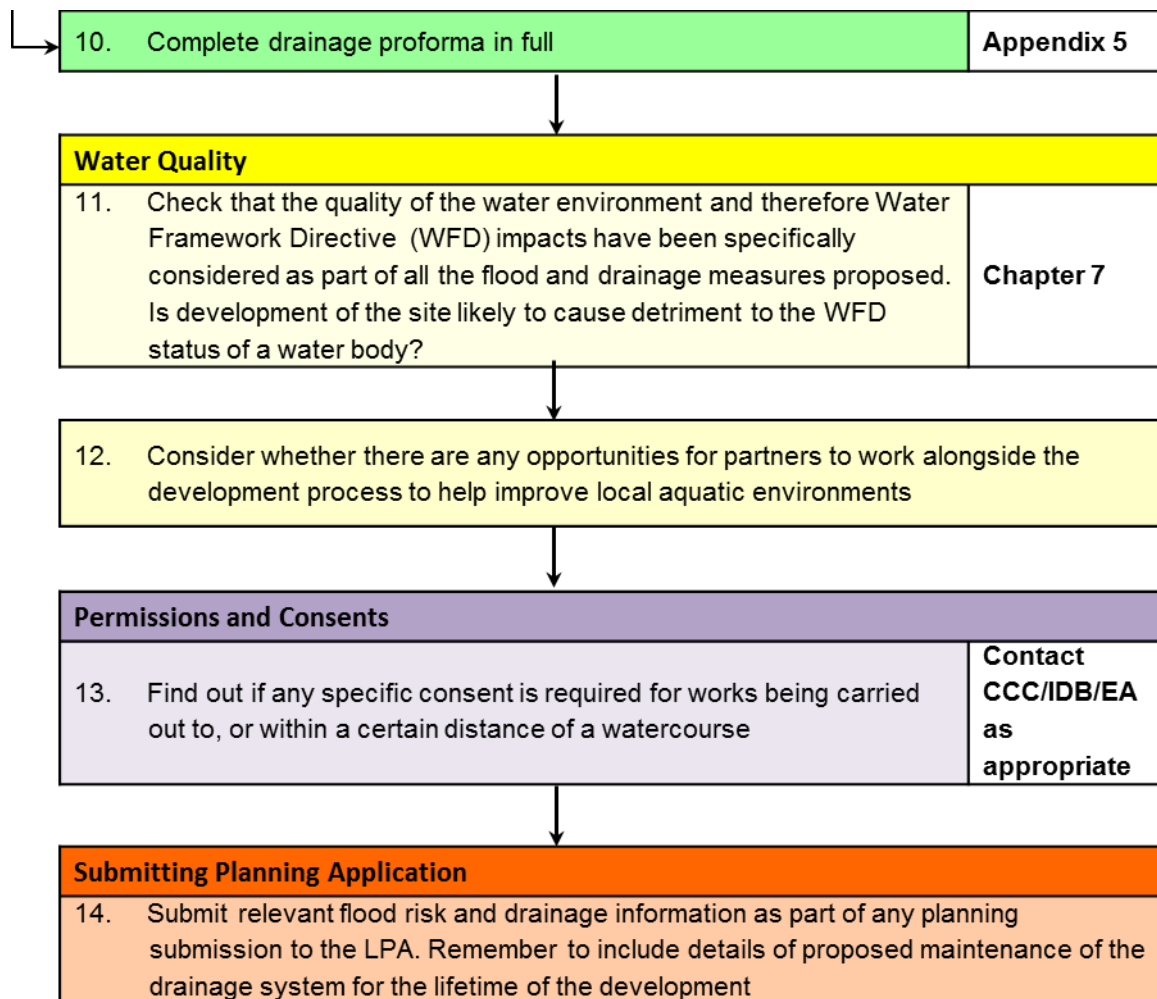 10. Complete drainage proforma in full
Appendix 5
Water Quality
11. Check that the quality of the water environment and therefore Water
Framework Directive (WFD) impacts have been specifically
considered as part of all the flood and drainage measures proposed.
Is development of the site likely to cause detriment to the WFD
status of a water body?
Chapter 7
12. Consider whether there are any opportunities for partners to work alongside the
development process to help improve local aquatic environments
Permissions and Consents
13. Find out if any specific consent is required for works being carried
out to, or within a certain distance of a watercourse
Contact
CCC/IDB/EA
as
appropriate
Submitting Planning Application
14. Submit relevant flood risk and drainage information as part of any planning
submission to the LPA. Remember to include details of proposed maintenance of the
drainage system for the lifetime of the development